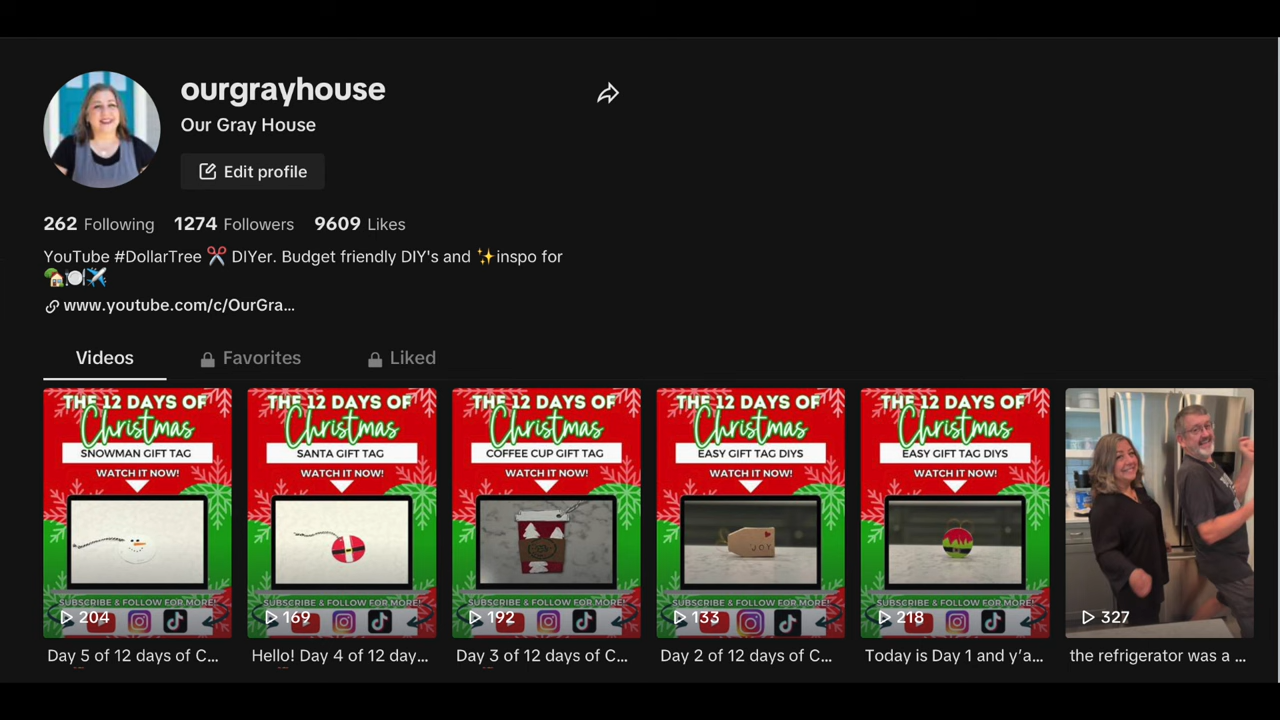 ourgrayhouse
Our Gray House
Edit profile
262 Following 1274 Followers 9609 Likes
YouTube #DollarTree ✂️ DIYer. Budget friendly DIY's and ✨inspo for
🏡🍽✈️
www.youtube.com/c/OurGra...
Videos Favorites Liked
THE 12 DAYS OF
Christmas
SNOWMAN GIFT TAG
WATCH IT NOW!
SUBSCRIBE & FOLLOW FOR MORE!
204
Day 5 of 12 days of C...
THE 12 DAYS OF
Christmas
SANTA GIFT TAG
WATCH IT NOW!
SUBSCRIBE & FOLLOW FOR MORE!
169
Hello! Day 4 of 12 day...
THE 12 DAYS OF
Christmas
COFFEE CUP GIFT TAG
WATCH IT NOW!
SUBSCRIBE & FOLLOW FOR MORE!
192
Day 3 of 12 days of C...
THE 12 DAYS OF
Christmas
EASY GIFT TAG DIYS
WATCH IT NOW!
JOY
SUBSCRIBE & FOLLOW FOR MORE!
133
Day 2 of 12 days of C...
THE 12 DAYS OF
Christmas
EASY GIFT TAG DIYS
WATCH IT NOW!
SUBSCRIBE & FOLLOW FOR MORE!
218
Today is Day 1 and y'a...
327
the refrigerator was a ...